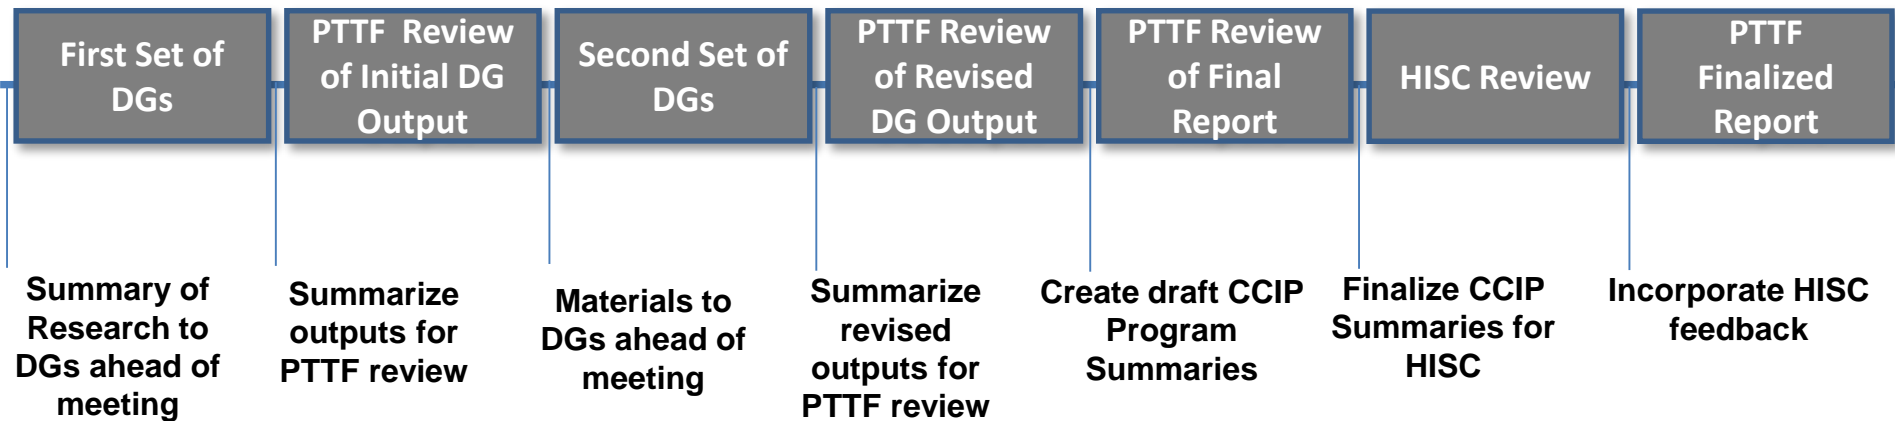 First Set of
DGs
PTTF Review
of Initial DG
Output
Second Set of
DGs
PTTF Review
of Revised
DG Output
PTTF Review
of Final
Report
HISC Review
PTTF
Finalized
Report
Summary of
Research to
DGs ahead of
meeting
Summarize
outputs for
PTTF review
Materials to
DGs ahead of
meeting
Summarize
revised
outputs for
PTTF review
Create draft CCIP
Program
Summaries
Finalize CCIP
Summaries for
HISC
Incorporate HISC
feedback